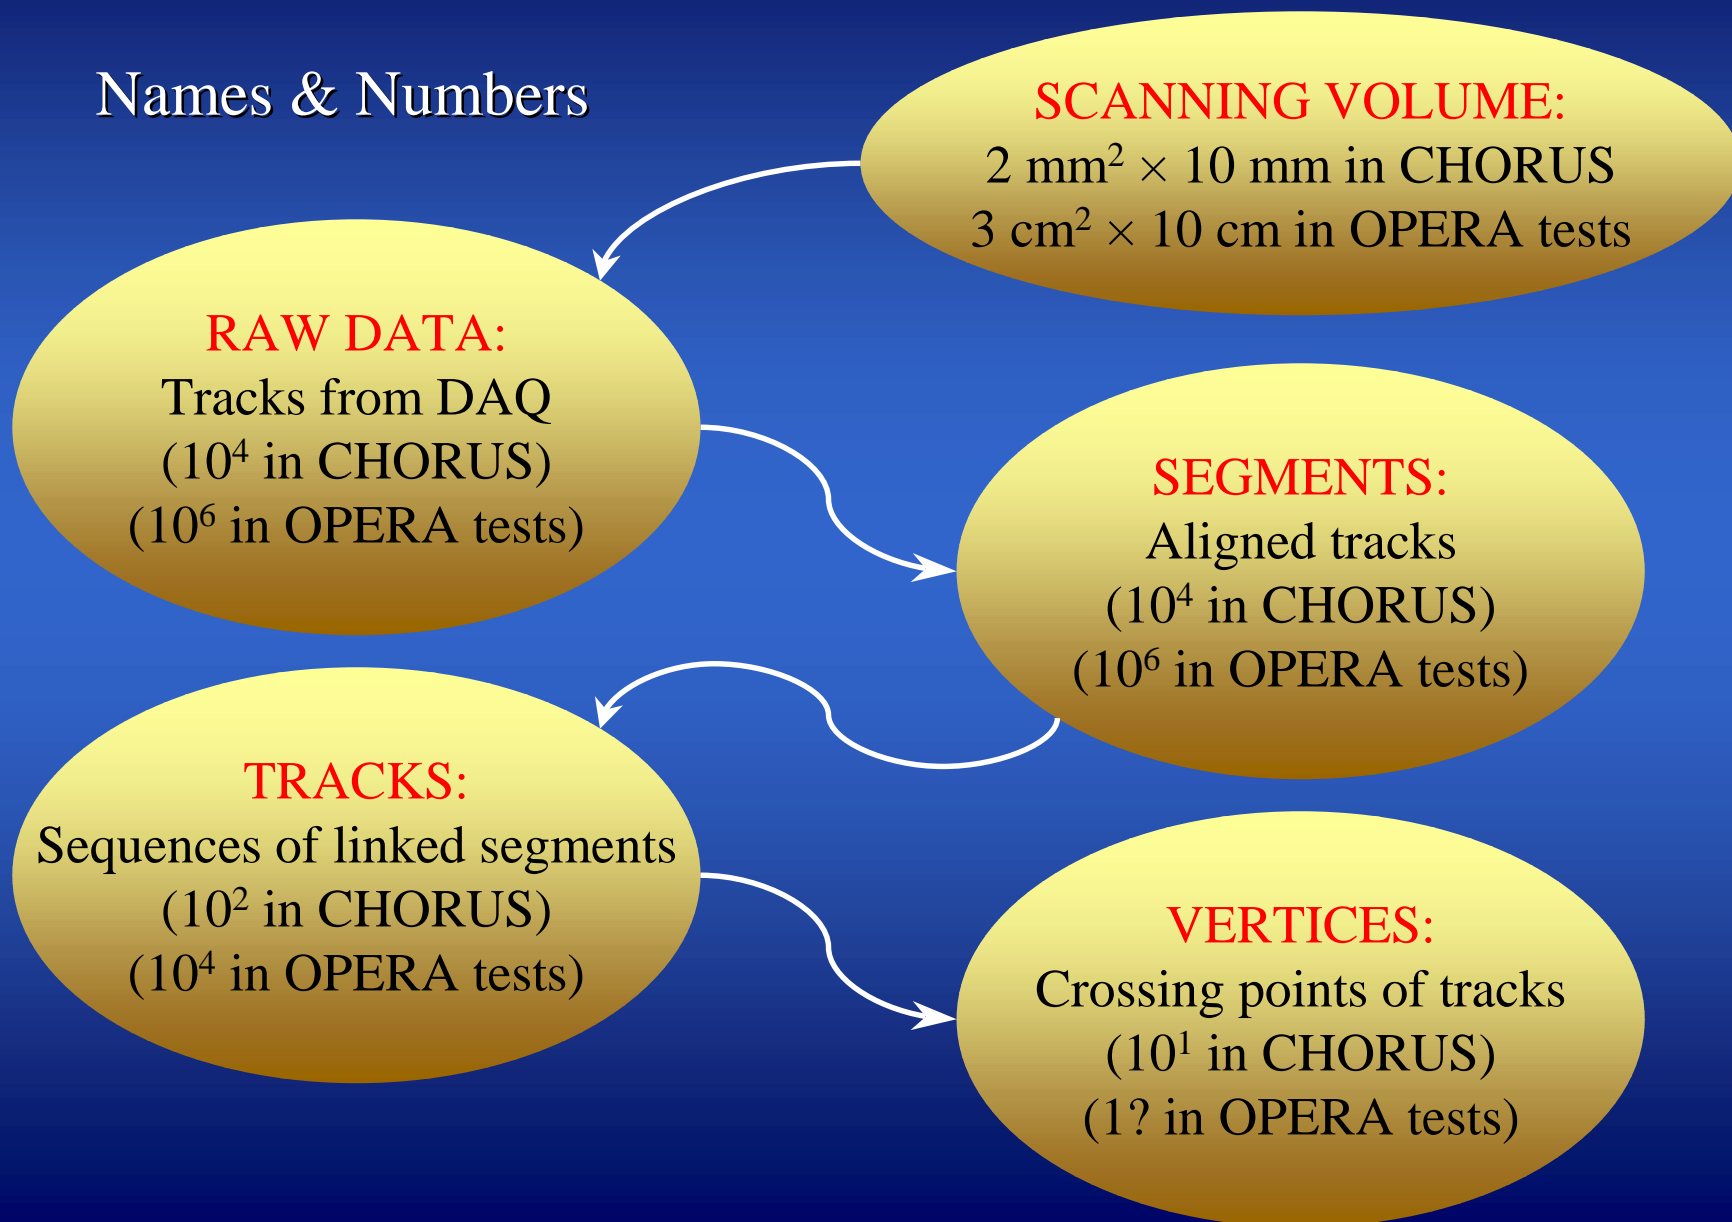 Names & Numbers
SCANNING VOLUME:
2 mm² × 10 mm in CHORUS
3 cm² × 10 cm in OPERA tests
RAW DATA:
Tracks from DAQ
(10⁴ in CHORUS)
(10⁶ in OPERA tests)
SEGMENTS:
Aligned tracks
(10⁴ in CHORUS)
(10⁶ in OPERA tests)
TRACKS:
Sequences of linked segments
(10² in CHORUS)
(10⁴ in OPERA tests)
VERTICES:
Crossing points of tracks
(10¹ in CHORUS)
(1? in OPERA tests)